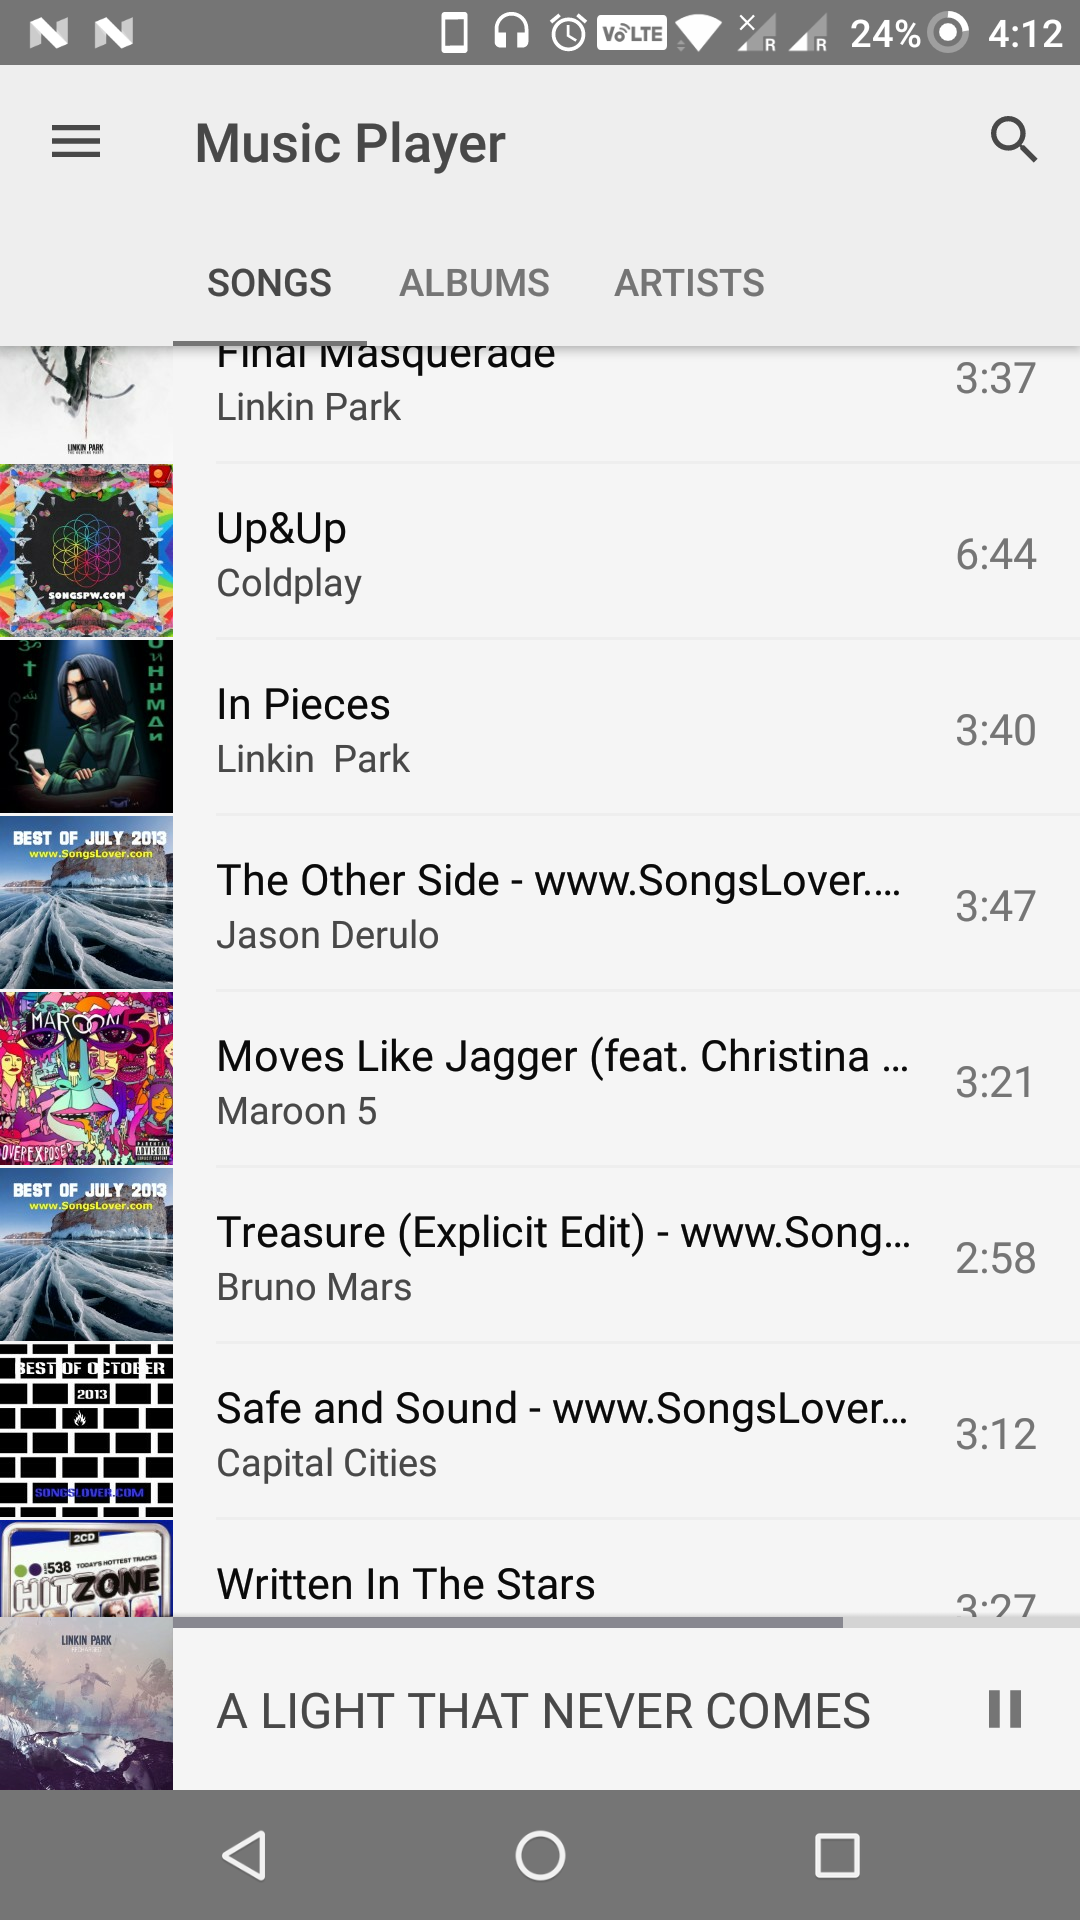 VoLTE R R 24% 4:12
Music Player
SONGS ALBUMS ARTISTS
Final Masquerade
3:37
Linkin Park
LINKIN PARK
Up&Up
6:44
Coldplay
SONGSPW.COM
In Pieces
3:40
Linkin  Park
BEST OF JULY 2013
www.SongsLover.com
The Other Side - www.SongsLover....
3:47
Jason Derulo
MAROON 5
Moves Like Jagger (feat. Christina ...
3:21
Maroon 5
OVEREXPOSED
ADVISORY
BEST OF JULY 2013
www.SongsLover.com
Treasure (Explicit Edit) - www.Song...
2:58
Bruno Mars
BEST OF OCTOBER
2013
Safe and Sound - www.SongsLover...
3:12
Capital Cities
SONGSLOVER.COM
2CD
538 TODAY'S HOTTEST TRACKS
HITZONE
Written In The Stars
3:27
LINKIN PARK
A LIGHT THAT NEVER COMES